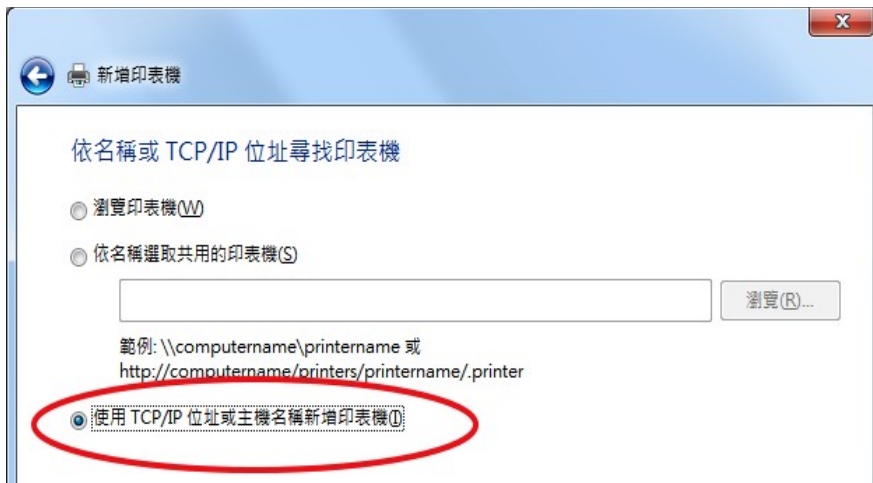 新增印表機
依名稱或 TCP/IP 位址尋找印表機
瀏覽印表機(W)
依名稱選取共用的印表機(S)
瀏覽(R)...
範例: \\computername\printername 或
http://computername/printers/printername/.printer
使用 TCP/IP 位址或主機名稱新增印表機(I)